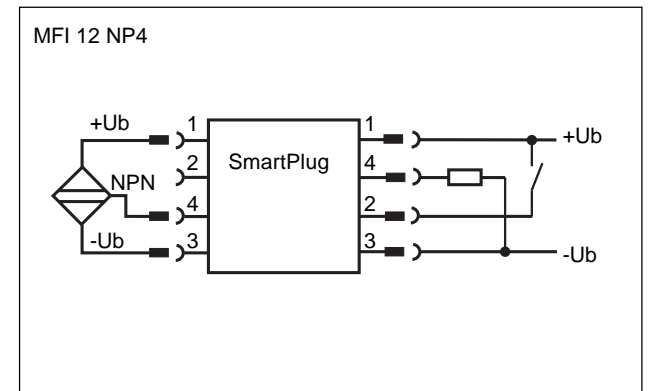 MFI 12 NP4
+Ub 1 1 +Ub
2 SmartPlug 4
NPN 4 2
-Ub 3 3 -Ub